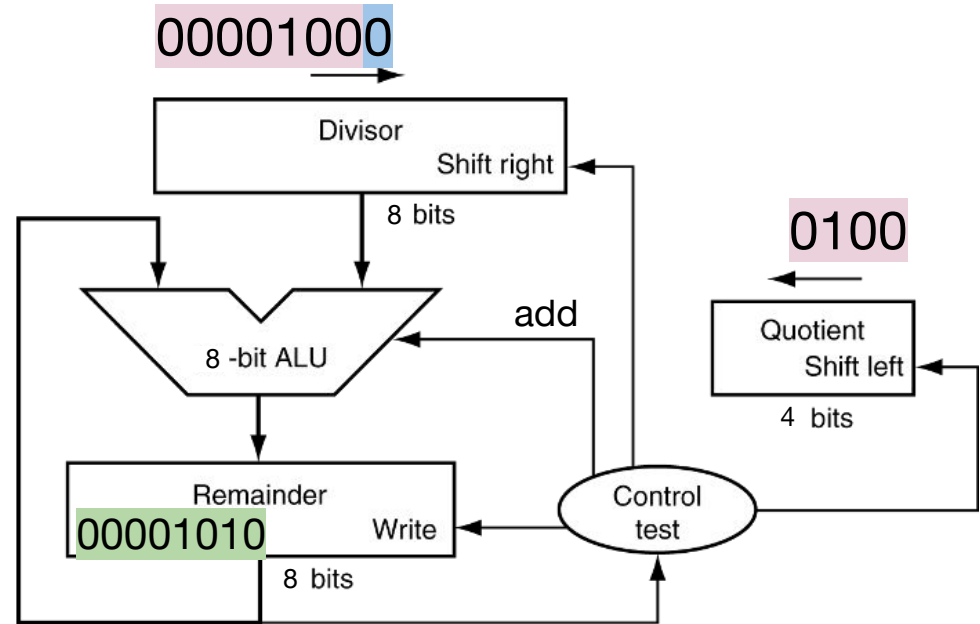 00001000
Divisor
Shift right
8 bits
0100
add
Quotient
Shift left
8 -bit ALU
4 bits
Remainder
00001010
Write
Control
test
8 bits